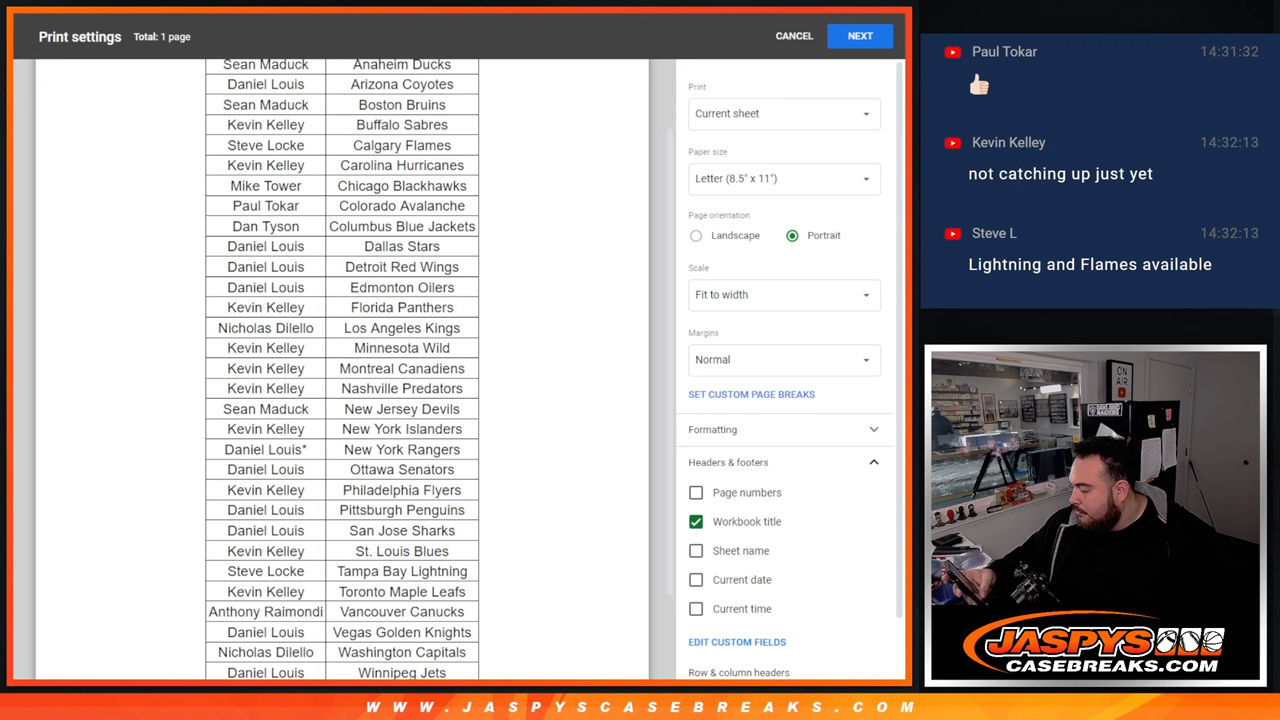 Print settings
Total: 1 page
CANCEL
NEXT
Sean Maduck Anaheim Ducks
Daniel Louis Arizona Coyotes
Sean Maduck Boston Bruins
Kevin Kelley Buffalo Sabres
Steve Locke Calgary Flames
Kevin Kelley Carolina Hurricanes
Mike Tower Chicago Blackhawks
Paul Tokar Colorado Avalanche
Dan Tyson Columbus Blue Jackets
Daniel Louis Dallas Stars
Daniel Louis Detroit Red Wings
Daniel Louis Edmonton Oilers
Kevin Kelley Florida Panthers
Nicholas Dilello Los Angeles Kings
Kevin Kelley Minnesota Wild
Kevin Kelley Montreal Canadiens
Kevin Kelley Nashville Predators
Sean Maduck New Jersey Devils
Kevin Kelley New York Islanders
Daniel Louis* New York Rangers
Daniel Louis Ottawa Senators
Kevin Kelley Philadelphia Flyers
Daniel Louis Pittsburgh Penguins
Daniel Louis San Jose Sharks
Kevin Kelley St. Louis Blues
Steve Locke Tampa Bay Lightning
Kevin Kelley Toronto Maple Leafs
Anthony Raimondi Vancouver Canucks
Daniel Louis Vegas Golden Knights
Nicholas Dilello Washington Capitals
Daniel Louis Winnipeg Jets
Print
Current sheet
Paper size
Letter (8.5" x 11")
Page orientation
Landscape
Portrait
Scale
Fit to width
Margins
Normal
SET CUSTOM PAGE BREAKS
Formatting
Headers & footers
Page numbers
Workbook title
Sheet name
Current date
Current time
EDIT CUSTOM FIELDS
Row & column headers
Paul Tokar 14:31:32
Kevin Kelley 14:32:13
not catching up just yet
Steve L 14:32:13
Lightning and Flames available
ON
AIR
JASPYS
CASEBREAKS.COM
WWW.JASPYSCASEBREAKS.COM